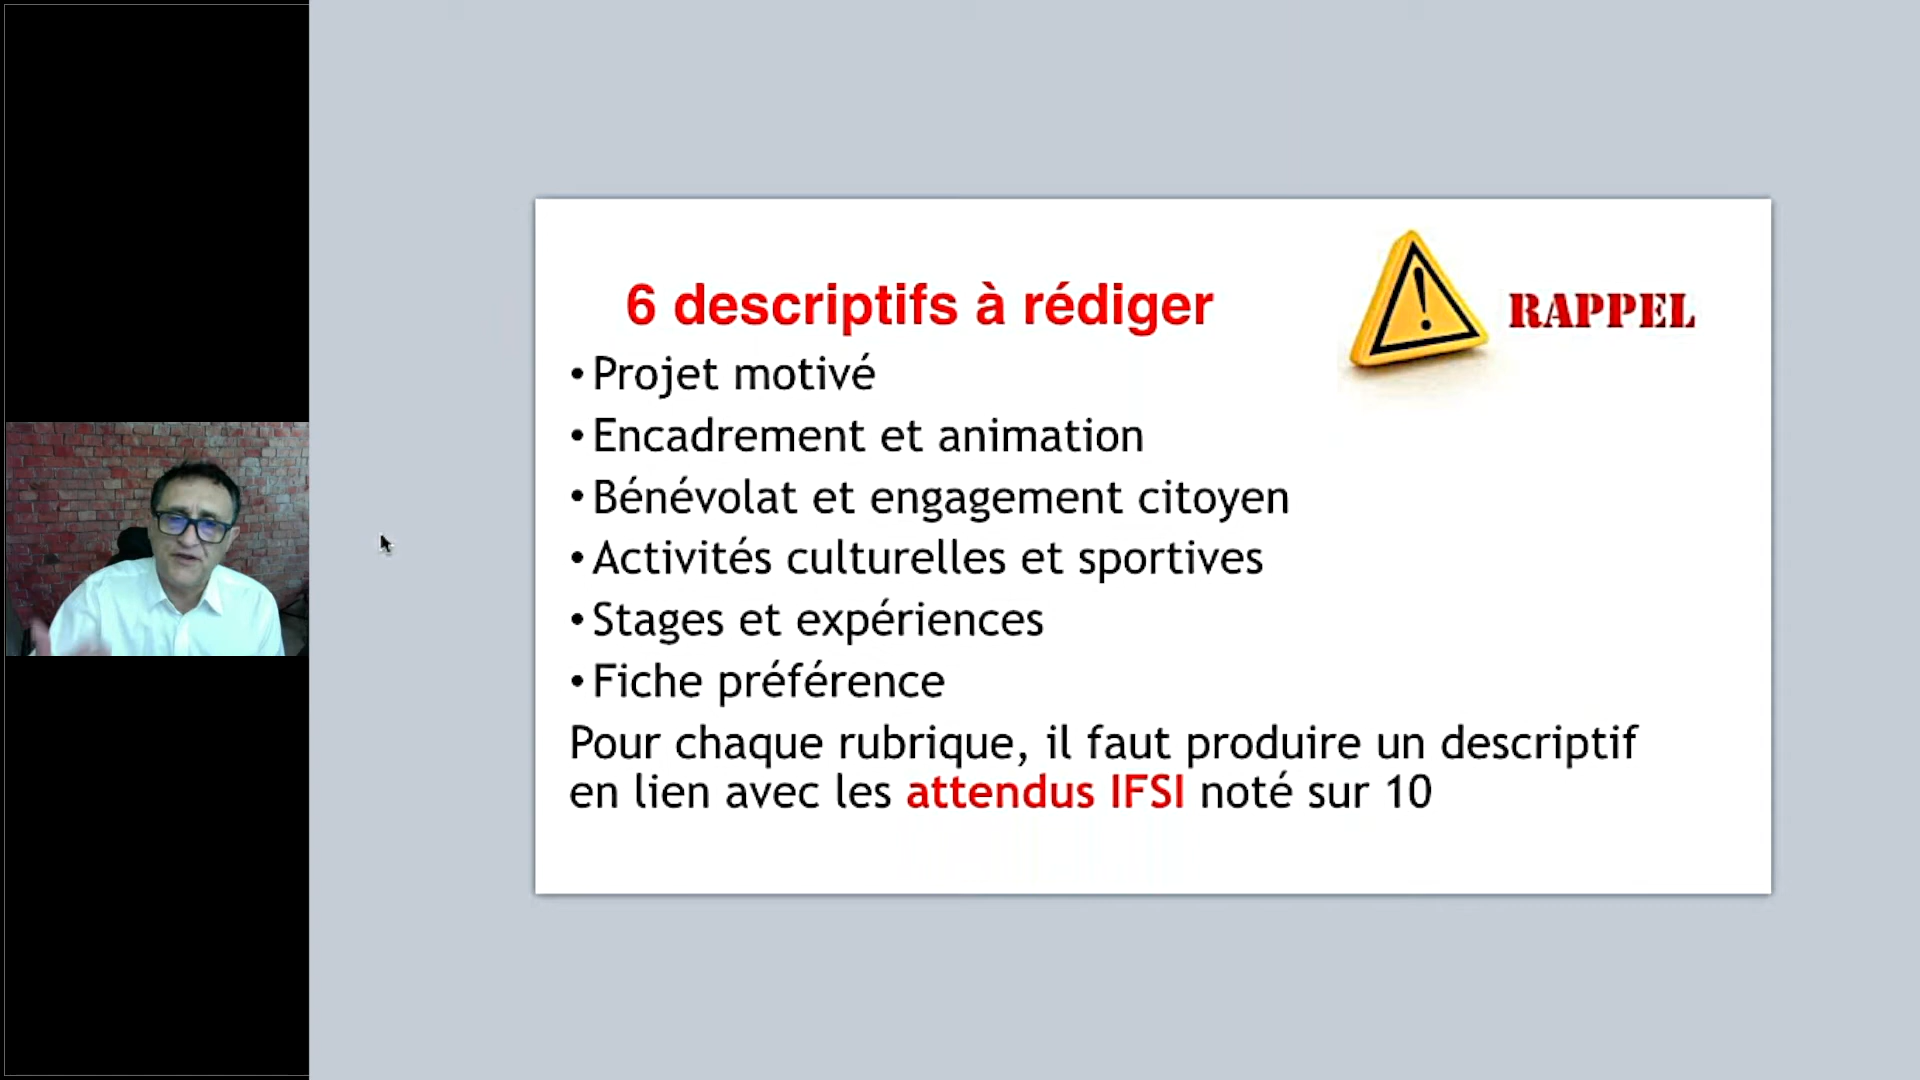 6 descriptifs à rédiger
RAPPEL
• Projet motivé
• Encadrement et animation
• Bénévolat et engagement citoyen
• Activités culturelles et sportives
• Stages et expériences
• Fiche préférence
Pour chaque rubrique, il faut produire un descriptif
en lien avec les attendus IFSI noté sur 10